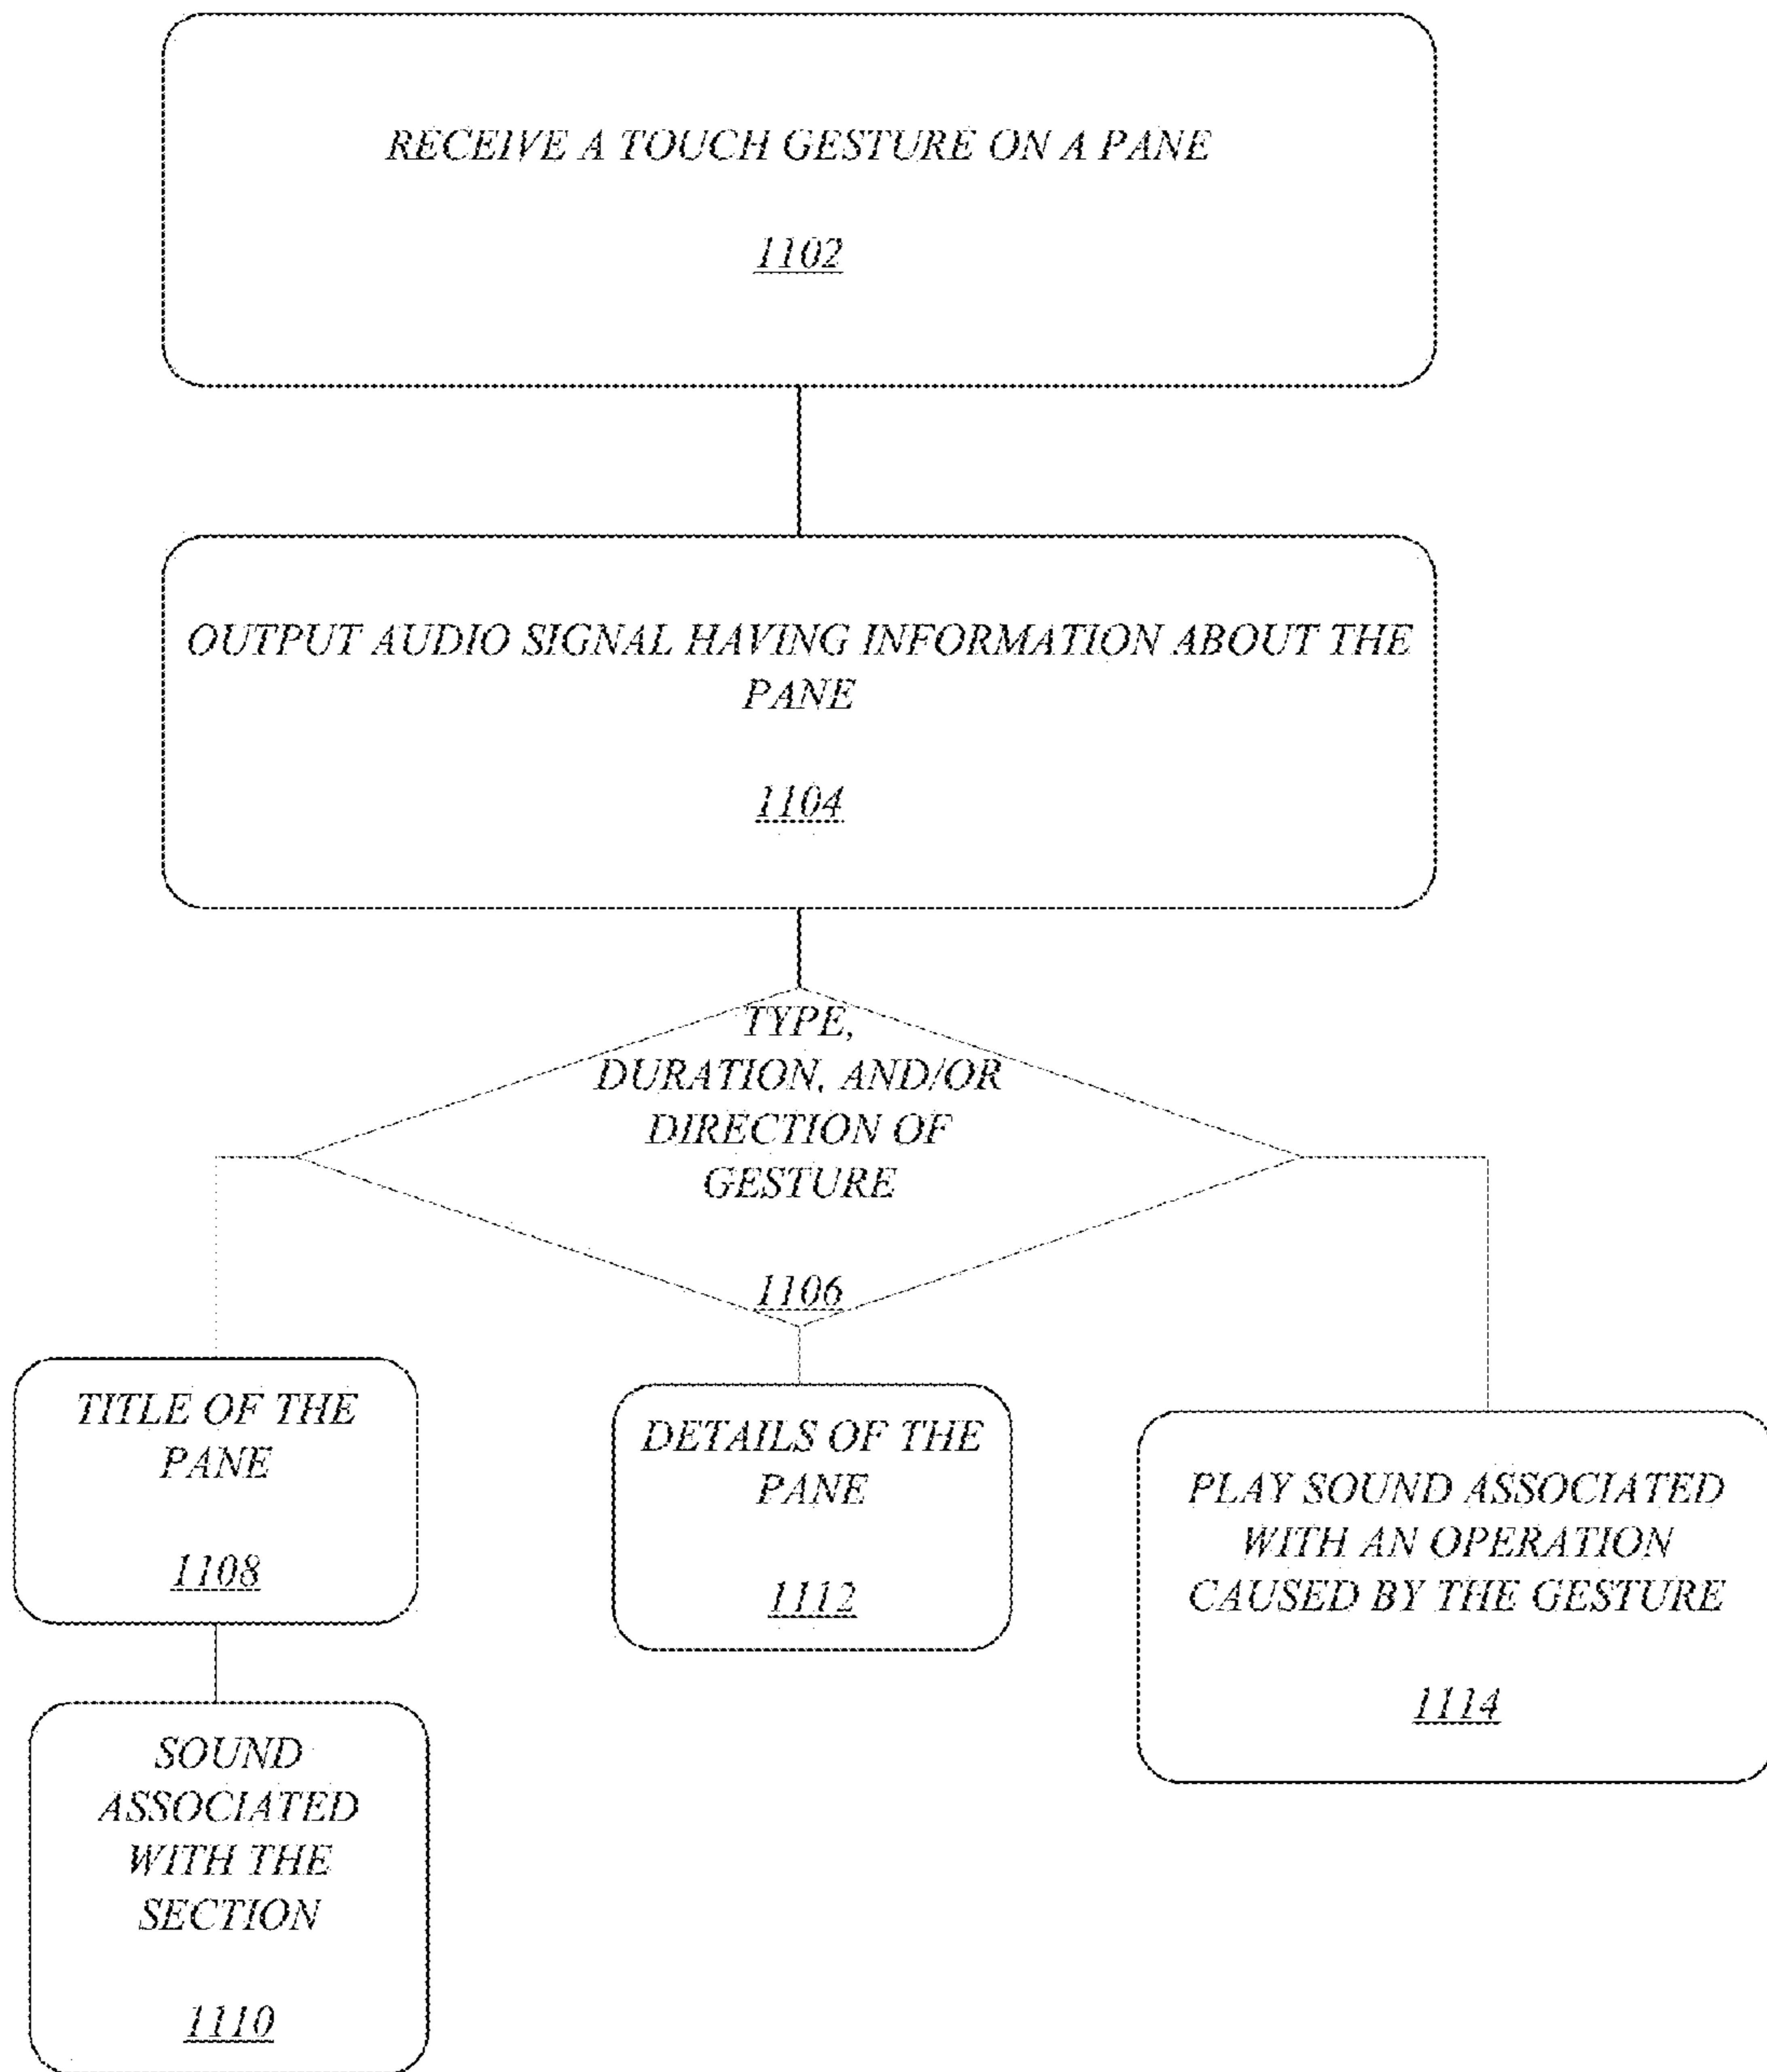 RECEIVE A TOUCH GESTURE ON A PANE
1102
OUTPUT AUDIO SIGNAL HAVING INFORMATION ABOUT THE
PANE
1104
TYPE,
DURATION, AND/OR
DIRECTION OF
GESTURE
1106
TITLE OF THE
PANE
1108
SOUND
ASSOCIATED
WITH THE
SECTION
1110
DETAILS OF THE
PANE
1112
PLAY SOUND ASSOCIATED
WITH AN OPERATION
CAUSED BY THE GESTURE
1114